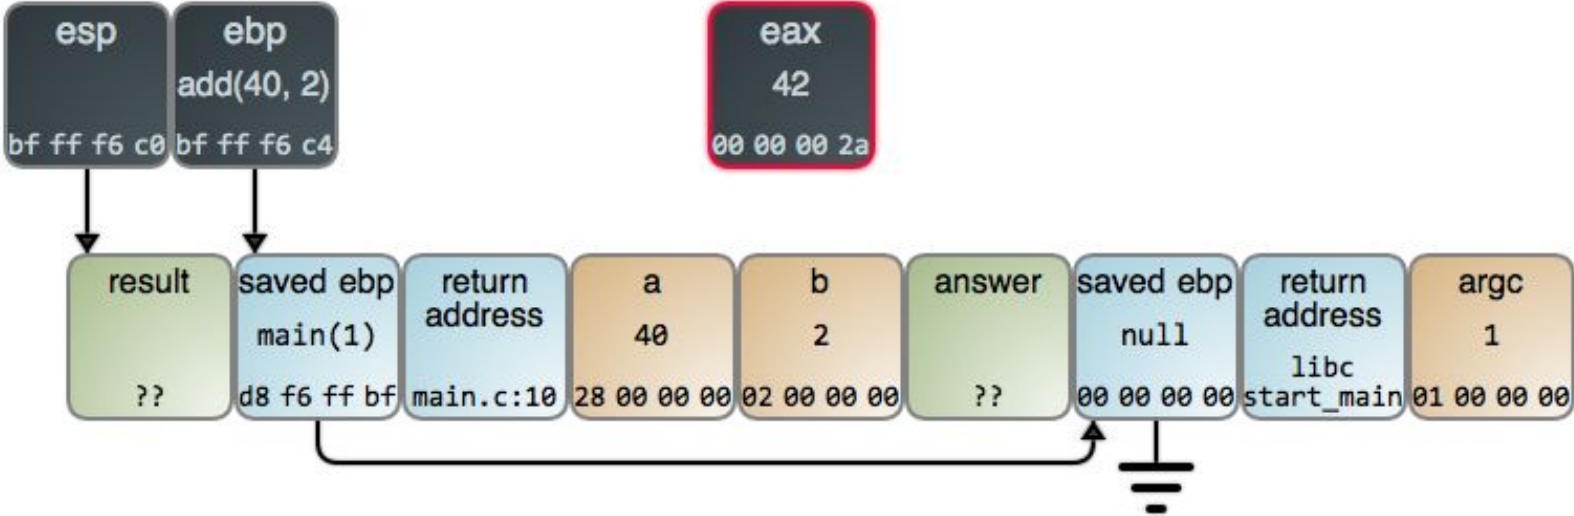 esp
bf ff f6 c0
ebp
add(40, 2)
bf ff f6 c4
eax
42
00 00 00 2a
result
??
saved ebp
main(1)
d8 f6 ff bf
return
address
main.c:10
a
40
28 00 00 00
b
2
02 00 00 00
answer
??
saved ebp
null
00 00 00 00
return
address
libc
start_main
argc
1
01 00 00 00